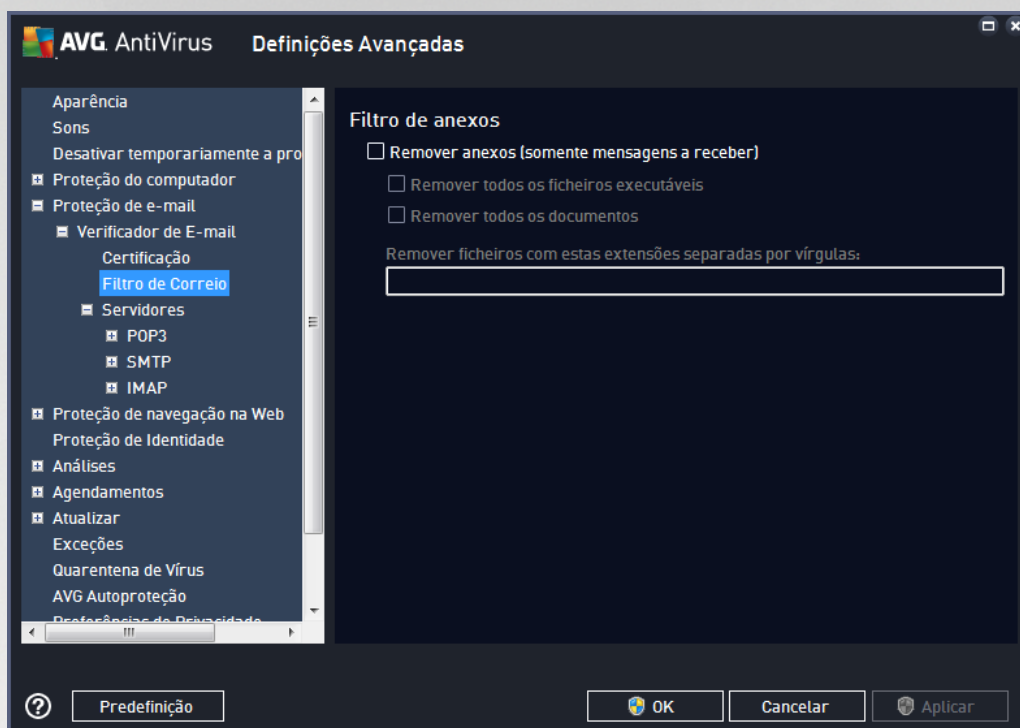 AVG. AntiVirus
Definições Avançadas
Aparência
Sons
Desativar temporariamente a pro
Proteção do computador
Proteção de e-mail
Verificador de E-mail
Certificação
Filtro de Correio
Servidores
POP3
SMTP
IMAP
Proteção de navegação na Web
Proteção de Identidade
Análises
Agendamentos
Atualizar
Exceções
Quarentena de Vírus
AVG Autoproteção
Preferências de Privacidade
Filtro de anexos
Remover anexos (somente mensagens a receber)
Remover todos os ficheiros executáveis
Remover todos os documentos
Remover ficheiros com estas extensões separadas por vírgulas:
?
Predefinição
OK
Cancelar
Aplicar